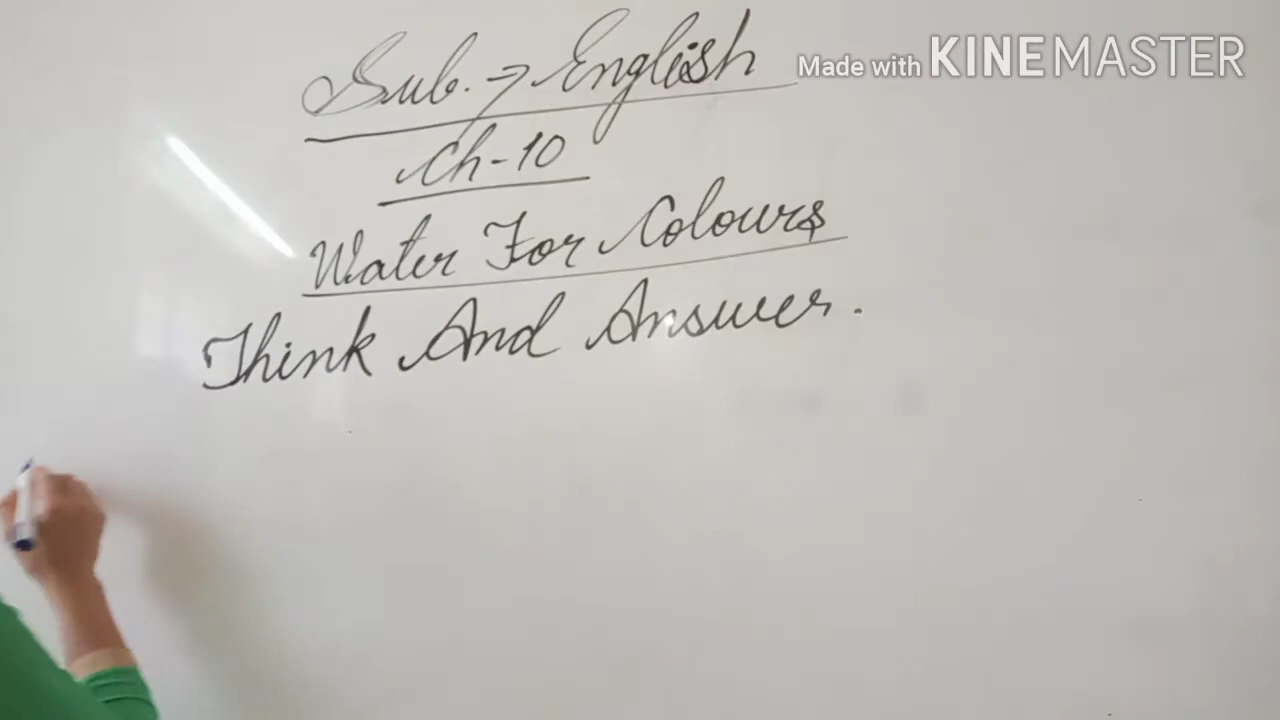 Sub. → English
Made with KINEMASTER
Ch-10
Water For Colours
Think And Answer.